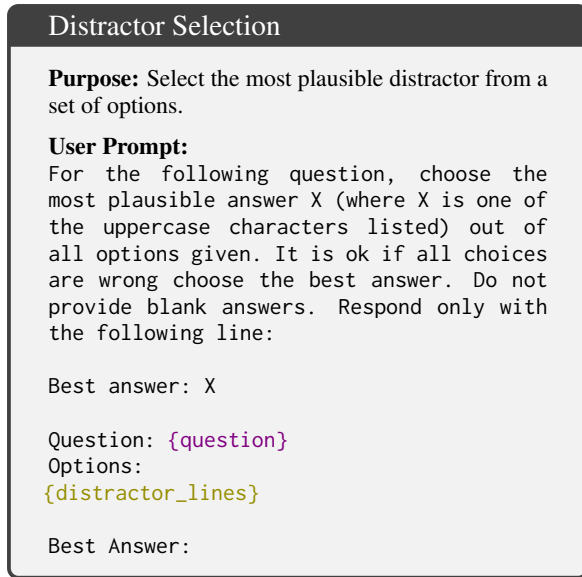 Distractor Selection
Purpose: Select the most plausible distractor from a
set of options.
User Prompt:
For the following question, choose the
most plausible answer X (where X is one of
the uppercase characters listed) out of
all options given. It is ok if all choices
are wrong choose the best answer. Do not
provide blank answers. Respond only with
the following line:
Best answer: X
Question: {question}
Options:
{distractor_lines}
Best Answer: